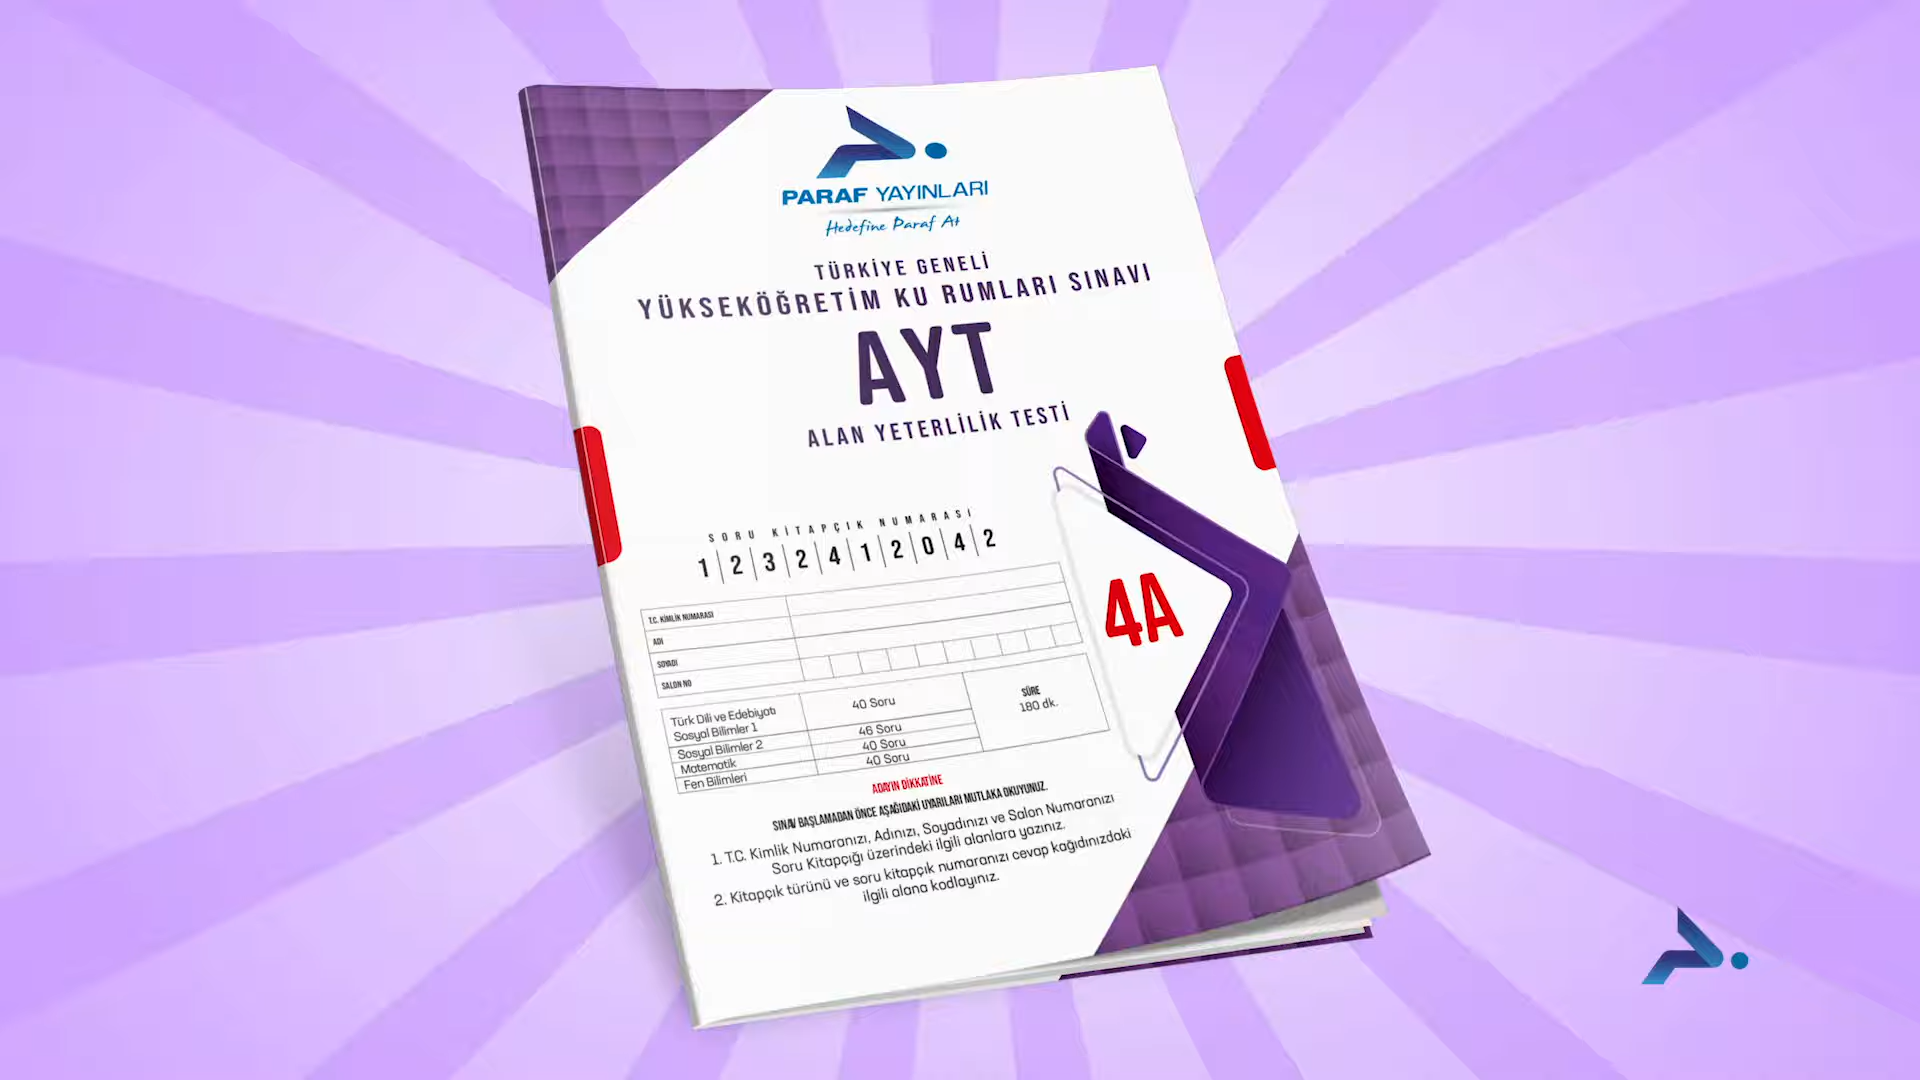 PARAF YAYINLARI
Hedefine Paraf At
TÜRKİYE GENELİ
YÜKSEKÖĞRETİM KU RUMLARI SINAVI
AYT
ALAN YETERLİLİK TESTİ
SORU KİTAPÇIK NUMARASI
1 2 3 2 4 1 2 0 4 2
4A
T.C. KİMLİK NUMARASI
ADI
SOYADI
SALON NO
Türk Dili ve Edebiyatı
Sosyal Bilimler 1
40 Soru
Sosyal Bilimler 2
46 Soru
Matematik
40 Soru
Fen Bilimleri
40 Soru
SÜRE
180 dk.
ADAYIN DİKKATİNE
SINAV BAŞLAMADAN ÖNCE AŞAĞIDAKİ UYARILARI MUTLAKA OKUYUNUZ.
1. T.C. Kimlik Numaranızı, Adınızı, Soyadınızı ve Salon Numaranızı
Soru Kitapçığı üzerindeki ilgili alanlara yazınız.
2. Kitapçık türünü ve soru kitapçık numaranızı cevap kağıdınızdaki
ilgili alana kodlayınız.